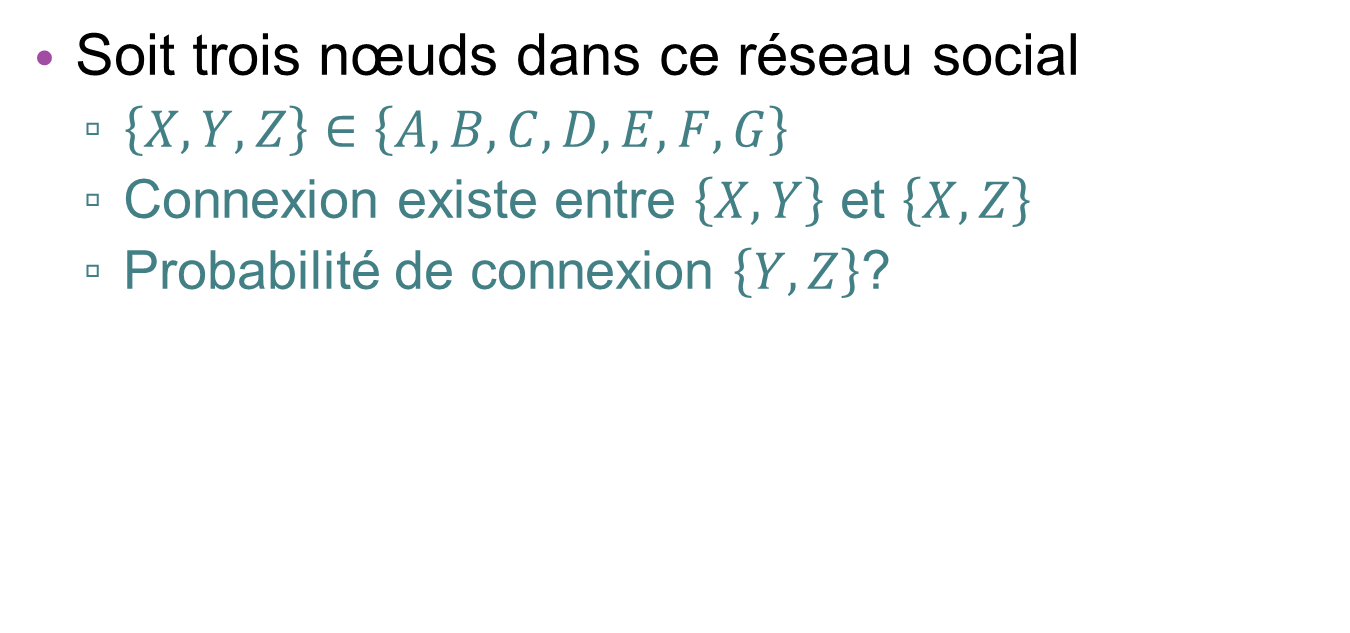 • Soit trois nœuds dans ce réseau social
▫ {X, Y, Z} ∈ {A, B, C, D, E, F, G}
▫ Connexion existe entre {X, Y} et {X, Z}
▫ Probabilité de connexion {Y, Z}?